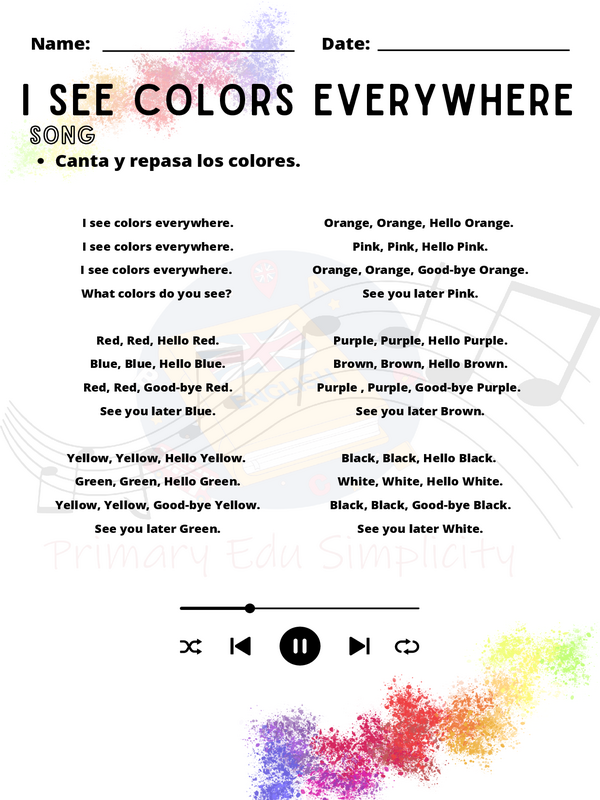 Name:
Date:
I SEE COLORS EVERYWHERE
SONG
• Canta y repasa los colores.
I see colors everywhere.
I see colors everywhere.
I see colors everywhere.
What colors do you see?
Red, Red, Hello Red.
Blue, Blue, Hello Blue.
Red, Red, Good-bye Red.
See you later Blue.
Yellow, Yellow, Hello Yellow.
Green, Green, Hello Green.
Yellow, Yellow, Good-bye Yellow.
See you later Green.
Orange, Orange, Hello Orange.
Pink, Pink, Hello Pink.
Orange, Orange, Good-bye Orange.
See you later Pink.
Purple, Purple, Hello Purple.
Brown, Brown, Hello Brown.
Purple , Purple, Good-bye Purple.
See you later Brown.
Black, Black, Hello Black.
White, White, Hello White.
Black, Black, Good-bye Black.
See you later White.
ENGLISH
Primary Edu Simplicity